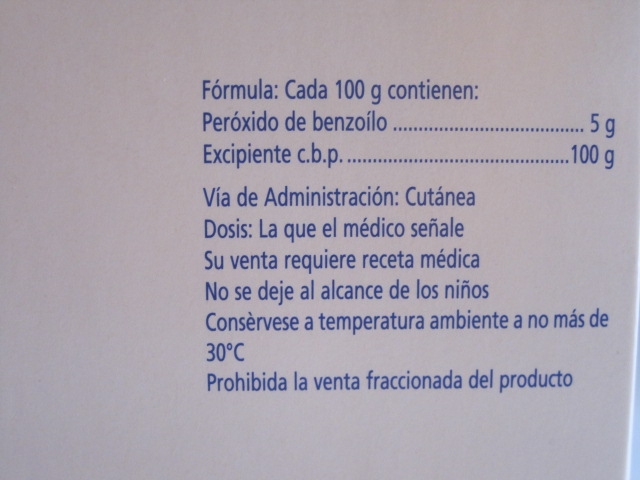 Fórmula: Cada 100 g contienen:
Peróxido de benzoílo ..................................... 5 g
Excipiente c.b.p. ...........................................100 g
Vía de Administración: Cutánea
Dosis: La que el médico señale
Su venta requiere receta médica
No se deje al alcance de los niños
Consèrvese a temperatura ambiente a no más de
30°C
Prohibida la venta fraccionada del producto